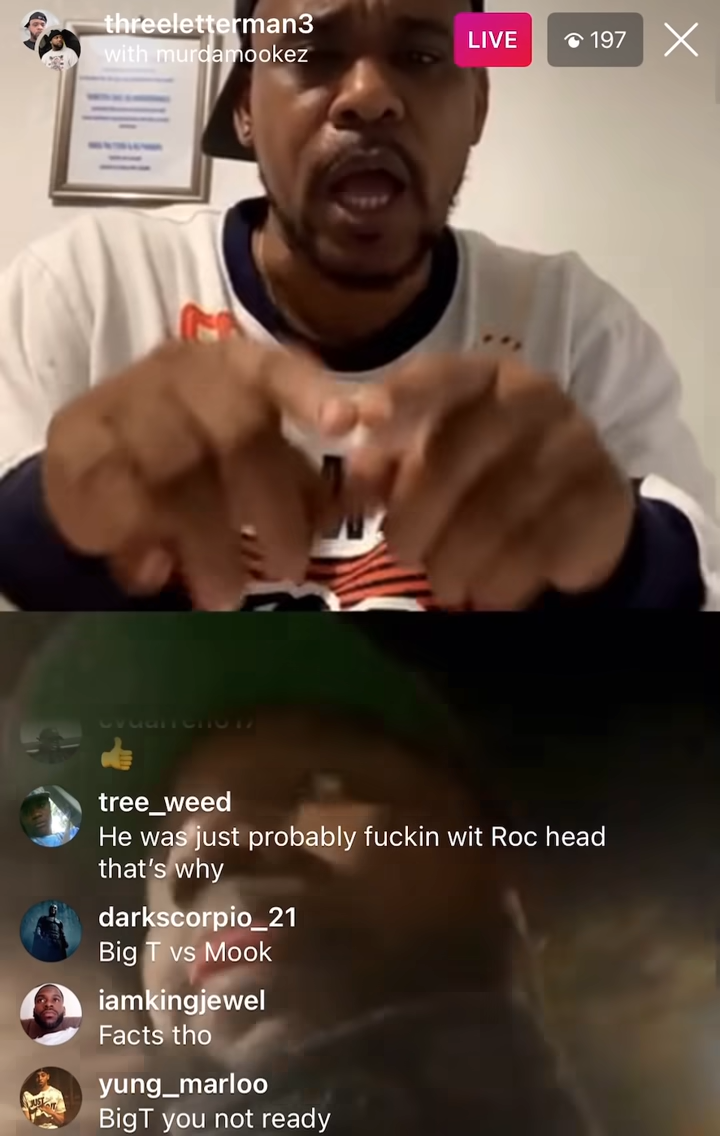 threeletterman3
with murdamookez
LIVE
197
tree_weed
He was just probably fuckin wit Roc head
that's why
darkscorpio_21
Big T vs Mook
iamkingjewel
Facts tho
yung_marloo
BigT you not ready